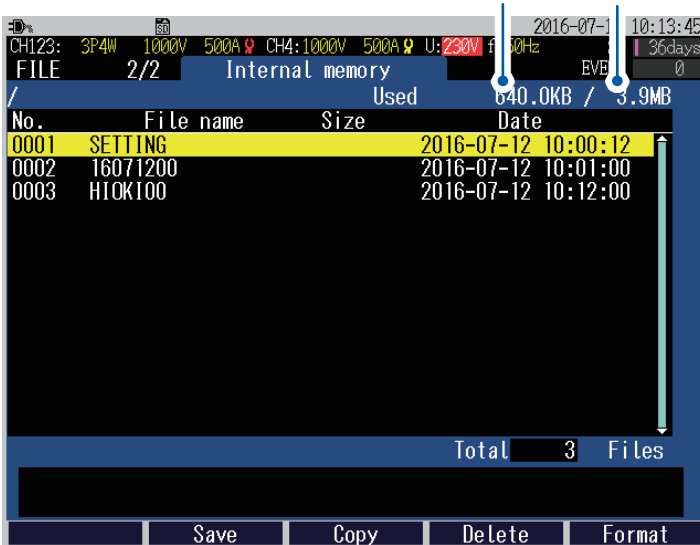 SD 2016-07-1 10:13:45
CH123: 3P4W 1000V 500A CH4:1000V 500A U:230V f 50Hz 36days
FILE 2/2 Internal memory EVE 0
/ Used 640.0KB / 3.9MB
No. File name Size Date
0001 SETTING 2016-07-12 10:00:12
0002 16071200 2016-07-12 10:01:00
0003 HIOKI00 2016-07-12 10:12:00
Total 3 Files
Save Copy Delete Format